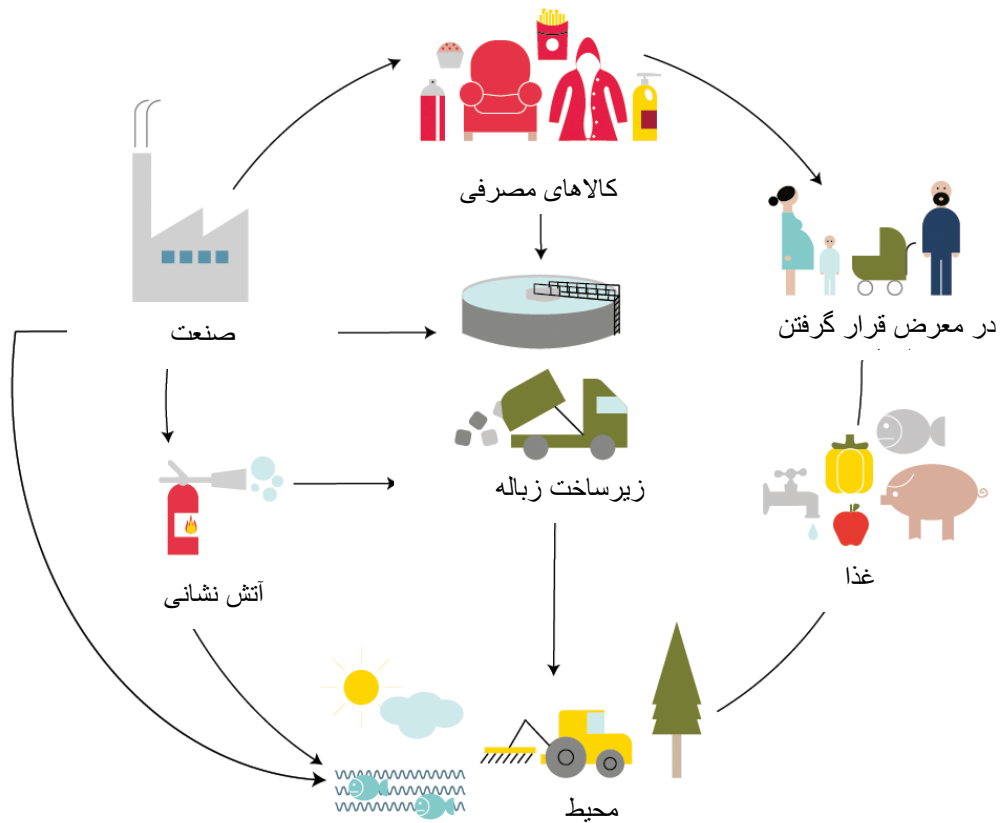 کالاهای مصرفی
صنعت
در معرض قرار گرفتن
زیرساخت زباله
آتش نشانی
غذا
محیط